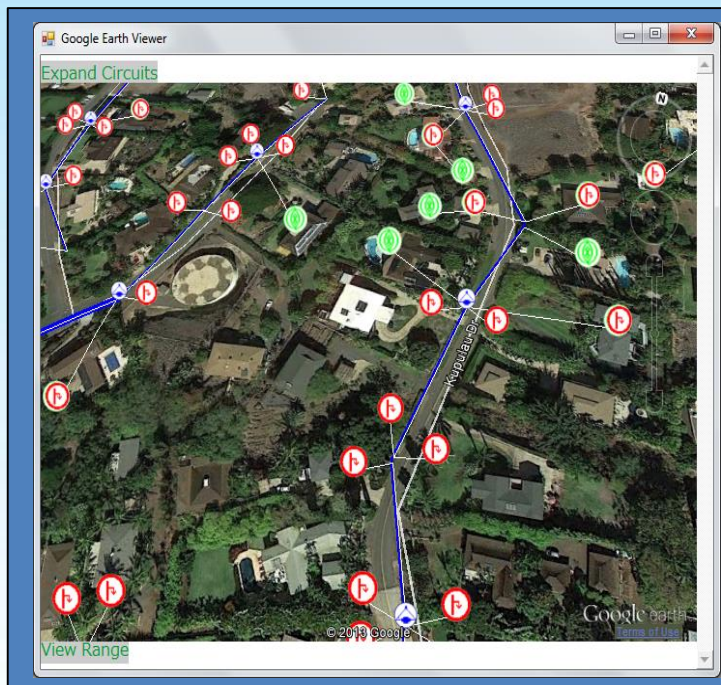 Google Earth Viewer
Expand Circuits
N
Kupulau Dr
Google earth
© 2013 Google
Terms of Use
View Range